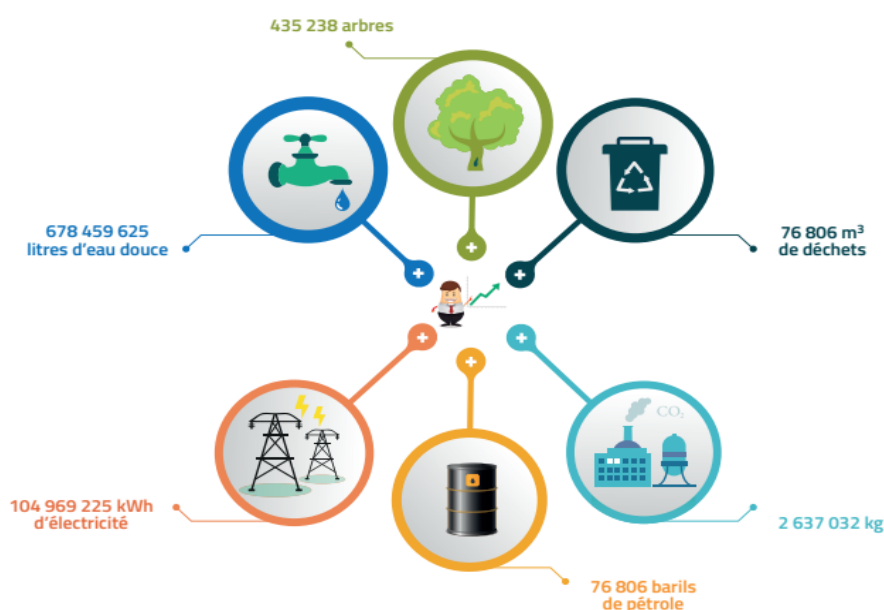 435 238 arbres
678 459 625
litres d'eau douce
76 806 m³
de déchets
CO₂
104 969 225 kWh
d'électricité
2 637 032 kg
76 806 barils
de pétrole